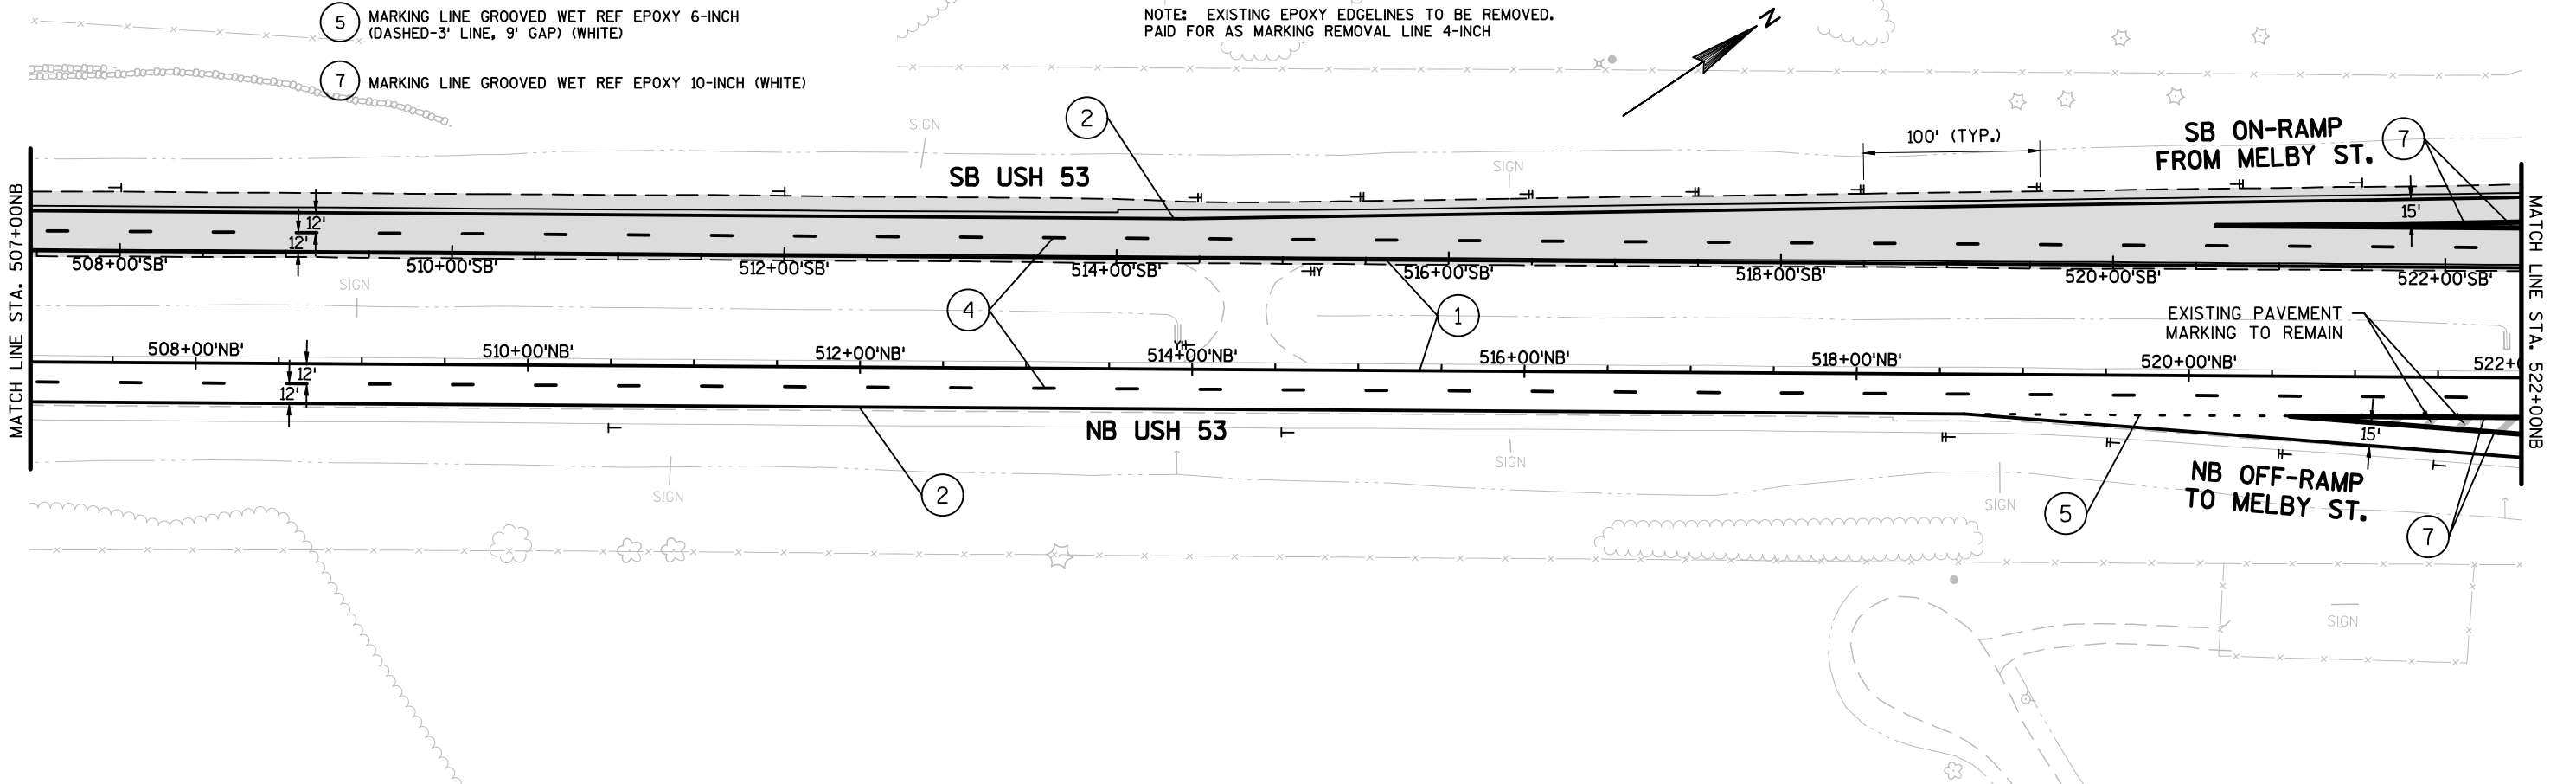 5 MARKING LINE GROOVED WET REF EPOXY 6-INCH
(DASHED-3' LINE, 9' GAP) (WHITE)
7 MARKING LINE GROOVED WET REF EPOXY 10-INCH (WHITE)
NOTE: EXISTING EPOXY EDGELINES TO BE REMOVED.
PAID FOR AS MARKING REMOVAL LINE 4-INCH
N
2
SIGN
SIGN
100' (TYP.)
SB ON-RAMP
FROM MELBY ST.
7
SB USH 53
MATCH LINE STA. 507+00NB
MATCH LINE STA. 522+00NB
12'
12'
15'
508+00'SB'
510+00'SB'
512+00'SB'
514+00'SB'
516+00'SB'
518+00'SB'
520+00'SB'
522+00'SB'
SIGN
4
1
EXISTING PAVEMENT
MARKING TO REMAIN
508+00'NB'
510+00'NB'
512+00'NB'
514+00'NB'
516+00'NB'
518+00'NB'
520+00'NB'
522+0
12'
12'
15'
NB USH 53
SIGN
SIGN
SIGN
2
5
NB OFF-RAMP
TO MELBY ST.
7
SIGN